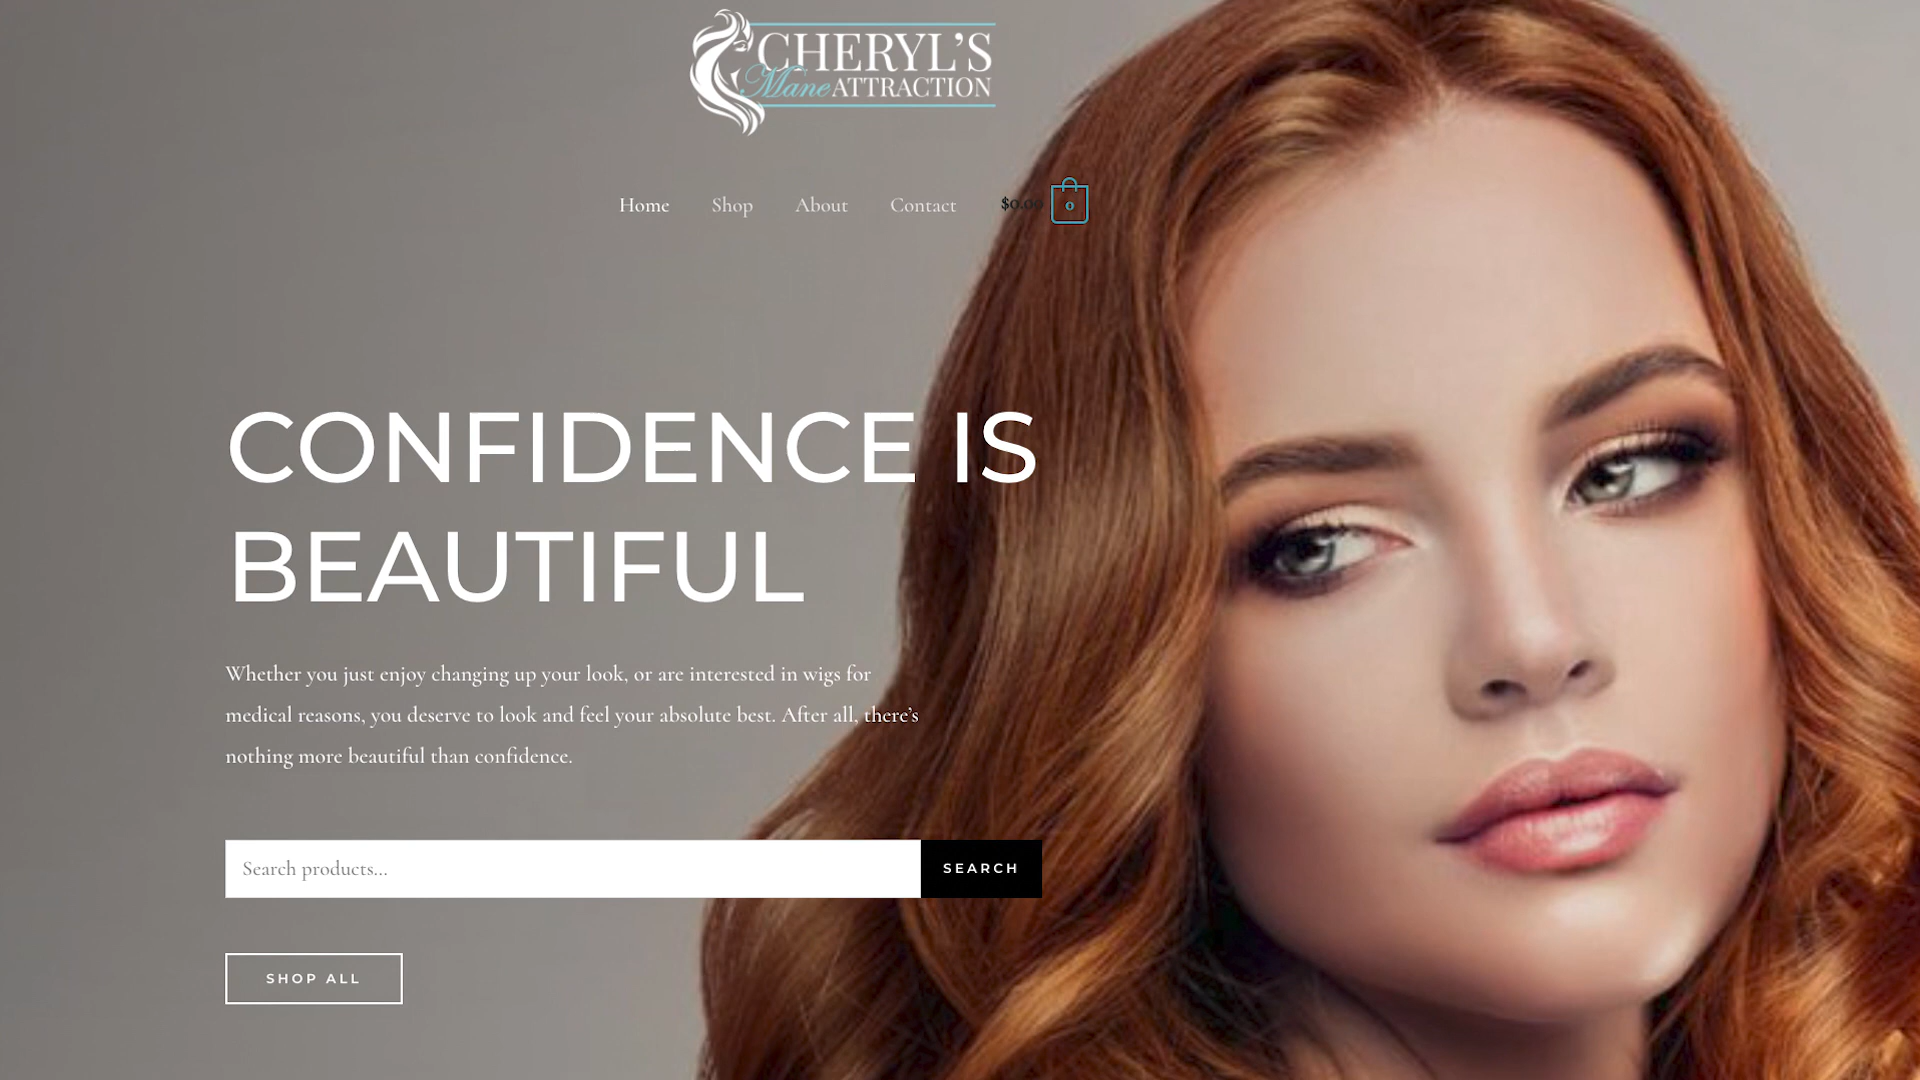 CHERYL'S
Mane ATTRACTION
Home
Shop
About
Contact
$0.00
0
CONFIDENCE IS
BEAUTIFUL
Whether you just enjoy changing up your look, or are interested in wigs for
medical reasons, you deserve to look and feel your absolute best. After all, there's
nothing more beautiful than confidence.
Search products...
SEARCH
SHOP ALL